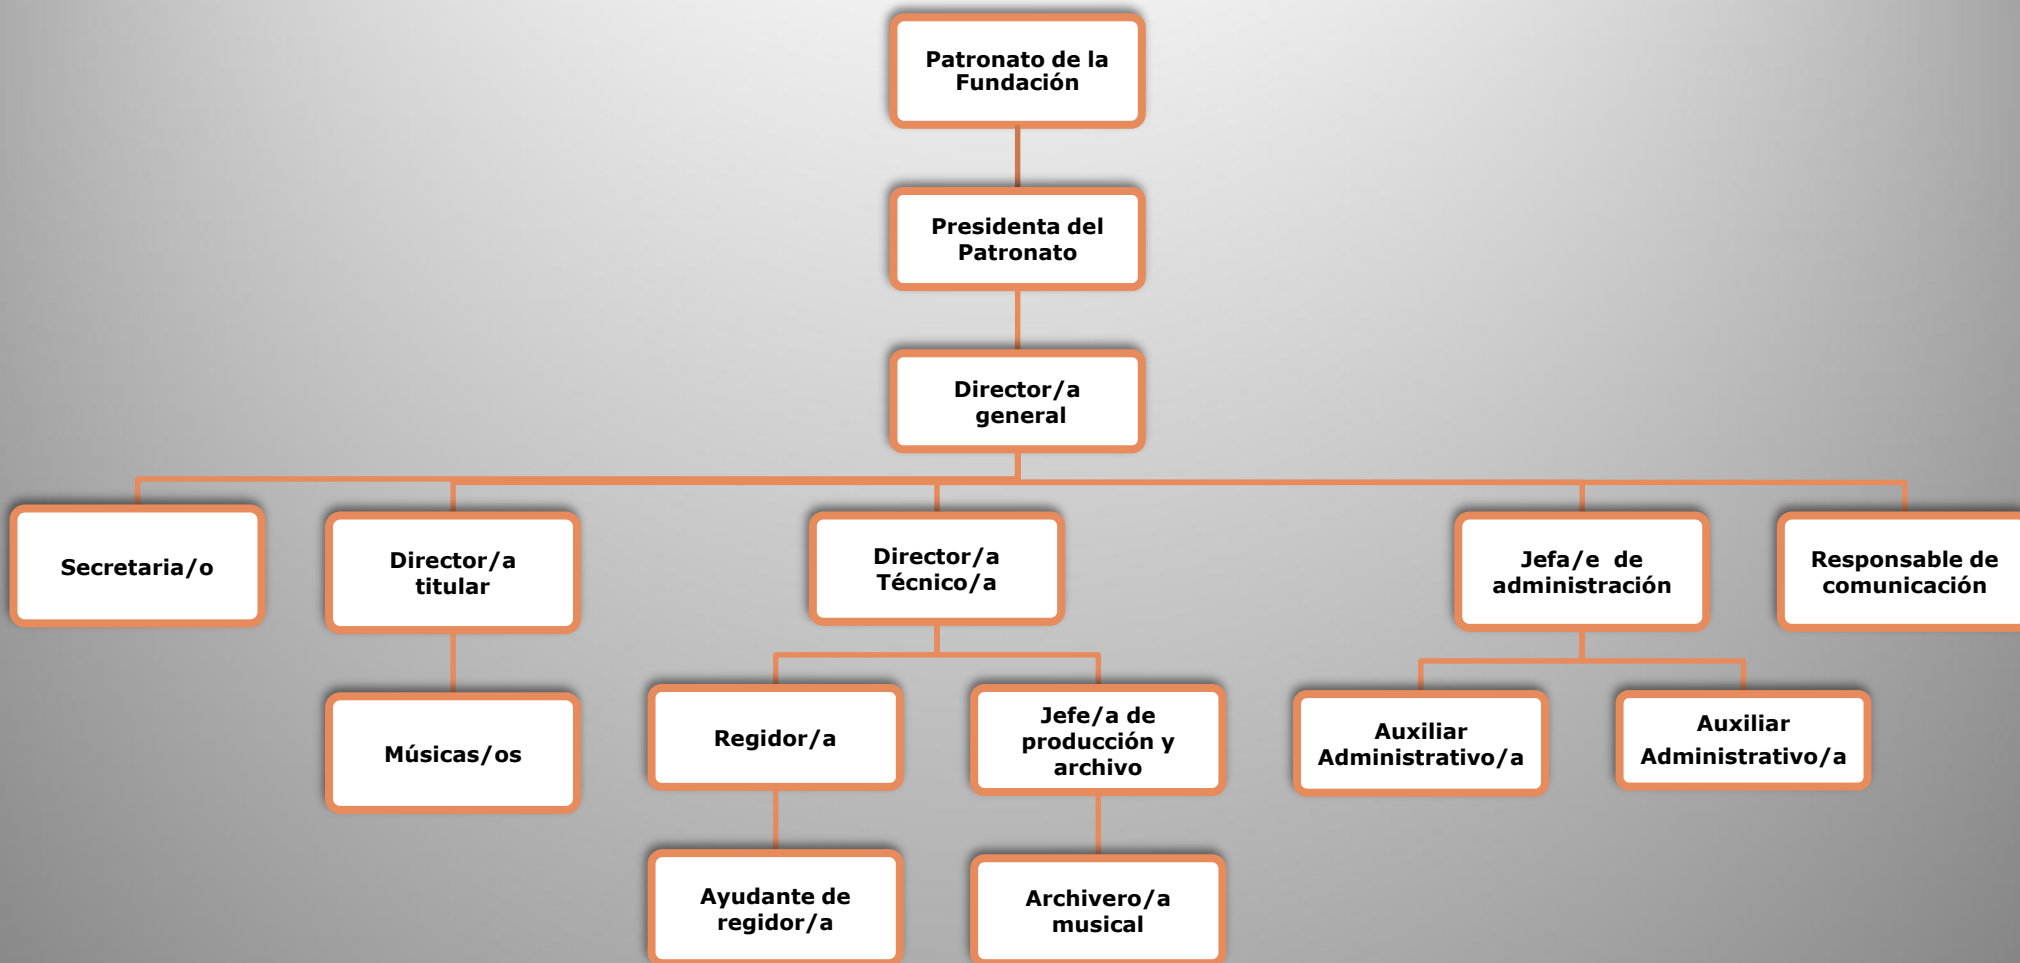 Patronato de la
Fundación
Presidenta del
Patronato
Director/a
general
Secretaria/o
Director/a
titular
Director/a
Técnico/a
Jefa/e  de
administración
Responsable de
comunicación
Músicas/os
Regidor/a
Jefe/a de
producción y
archivo
Auxiliar
Administrativo/a
Auxiliar
Administrativo/a
Ayudante de
regidor/a
Archivero/a
musical